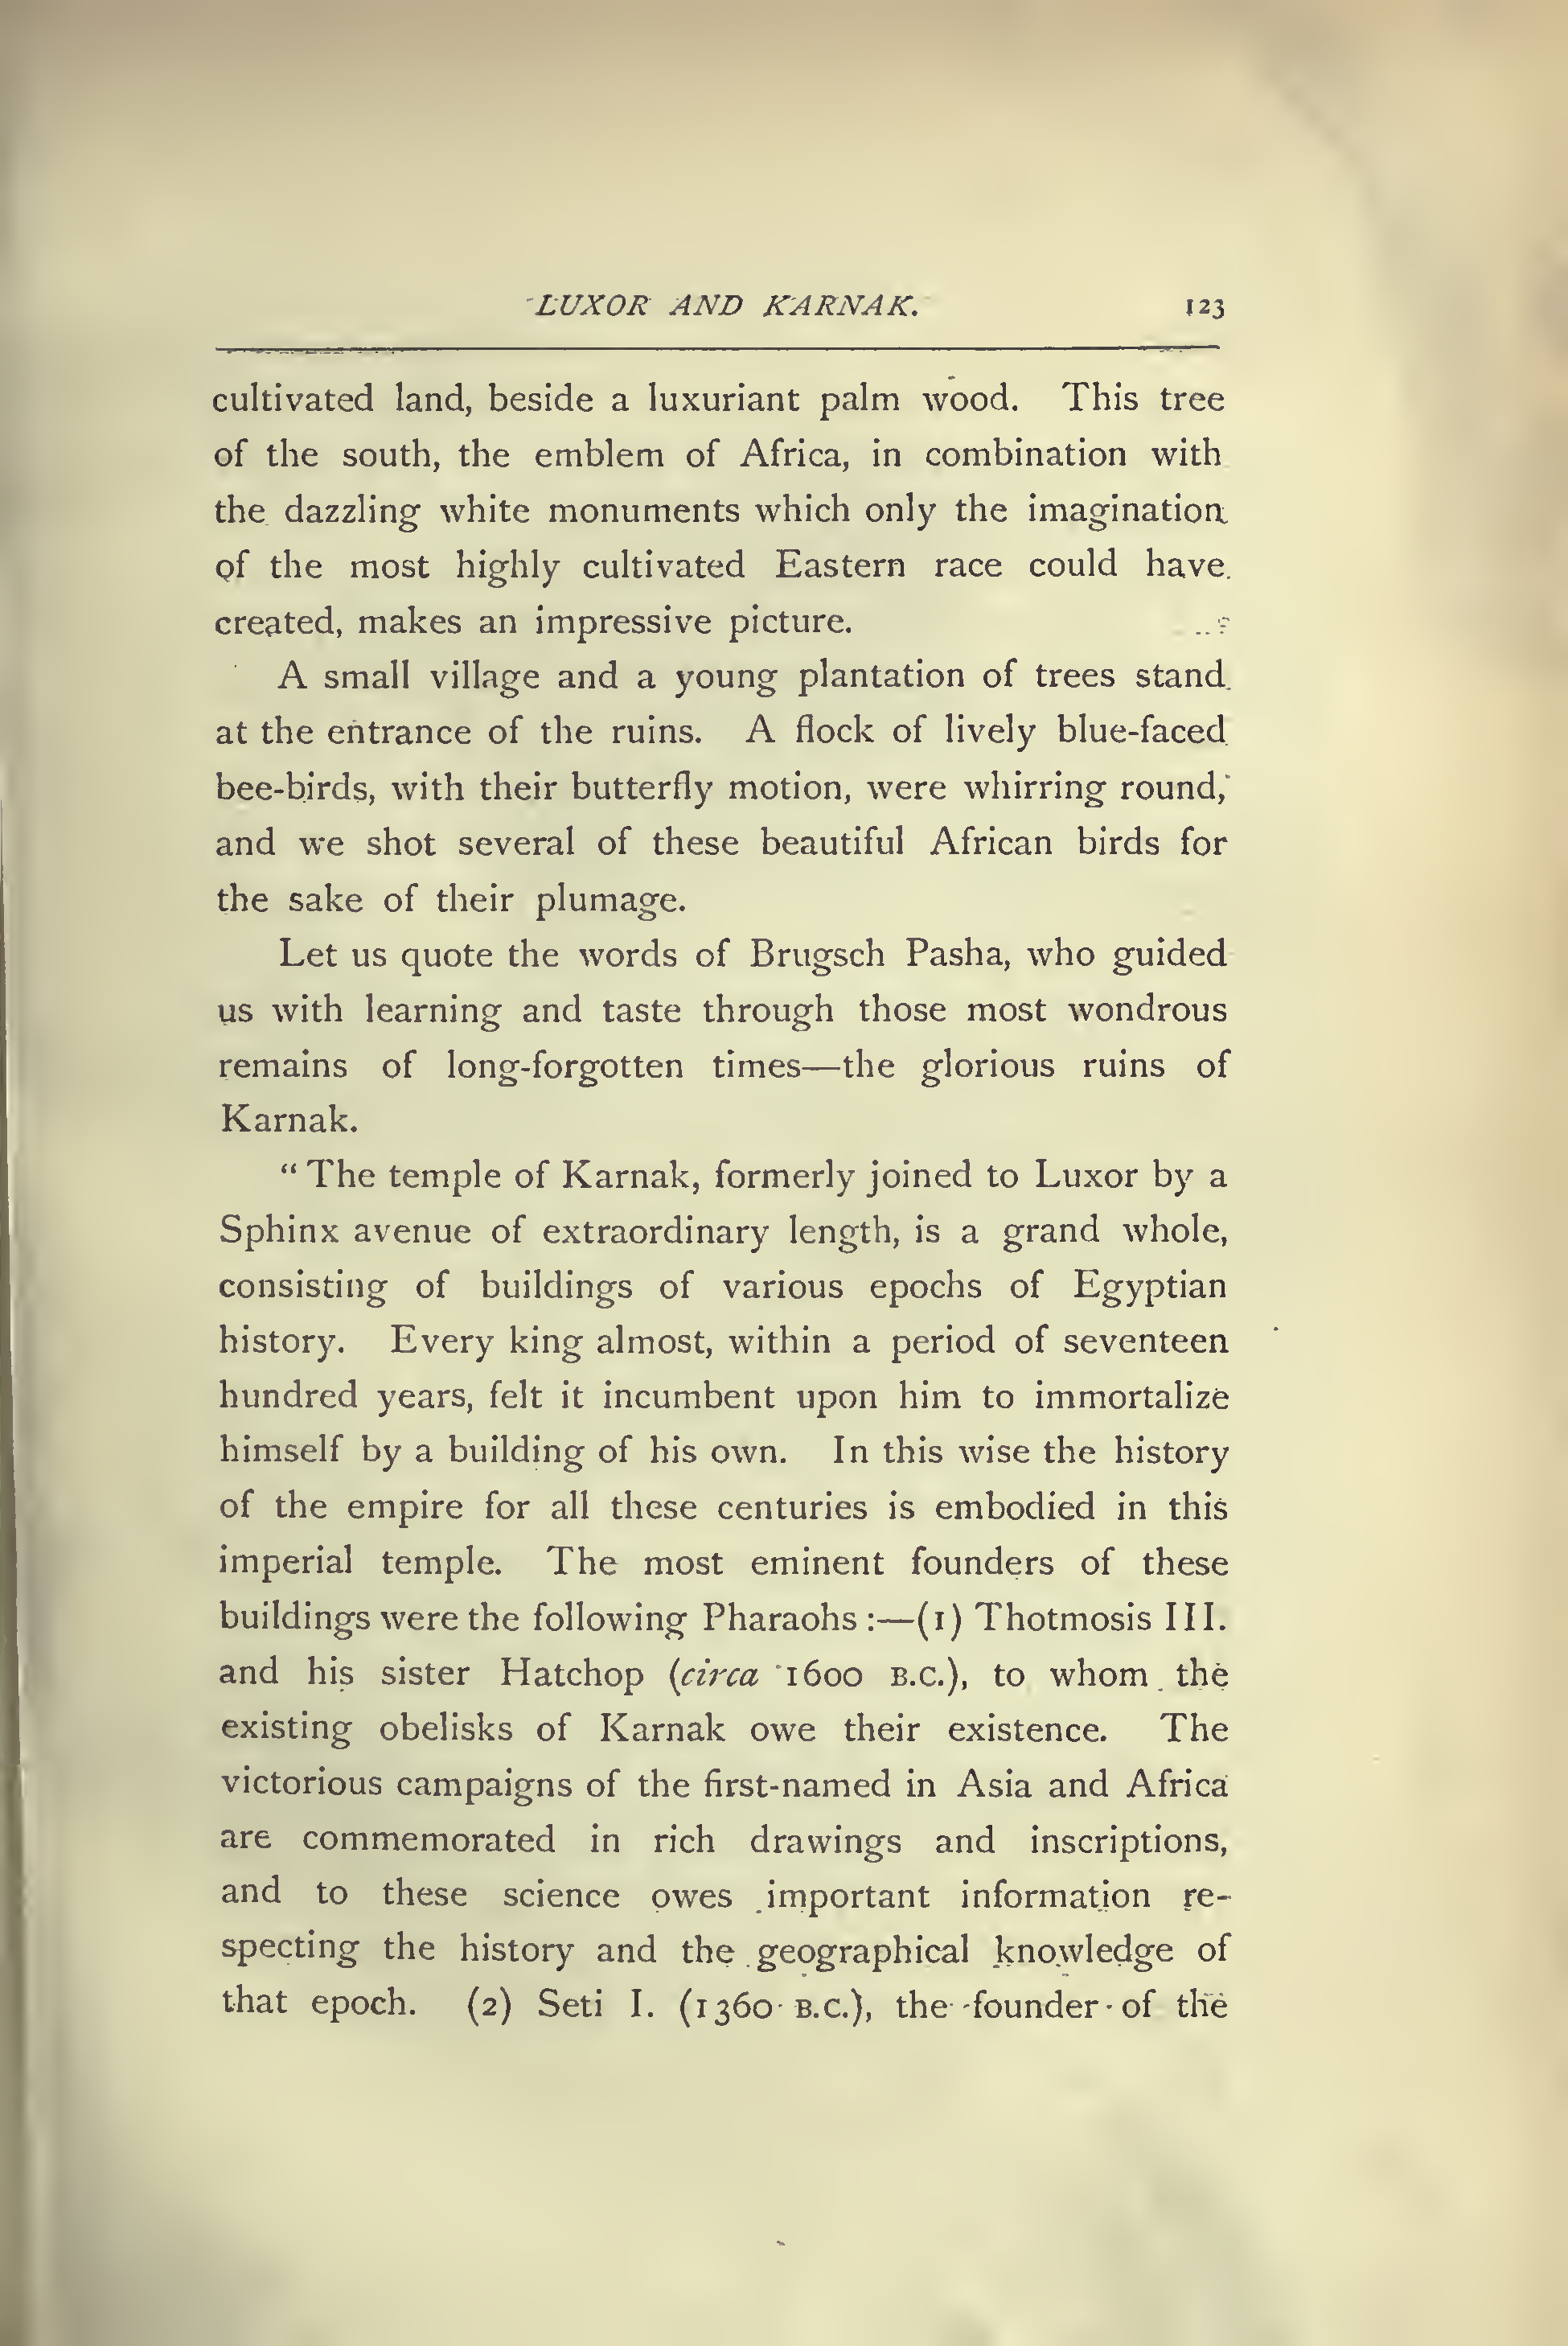 LUXOR AND KARNAK. 123
cultivated land, beside a luxuriant palm wood. This tree
of the south, the emblem of Africa, in combination with
the dazzling white monuments which only the imagination
of the most highly cultivated Eastern race could have
created, makes an impressive picture.
A small village and a young plantation of trees stand
at the entrance of the ruins. A flock of lively blue-faced
bee-birds, with their butterfly motion, were whirring round,
and we shot several of these beautiful African birds for
the sake of their plumage.
Let us quote the words of Brugsch Pasha, who guided
us with learning and taste through those most wondrous
remains of long-forgotten times—the glorious ruins of
Karnak.
“ The temple of Karnak, formerly joined to Luxor by a
Sphinx avenue of extraordinary length, is a grand whole,
consisting of buildings of various epochs of Egyptian
history. Every king almost, within a period of seventeen
hundred years, felt it incumbent upon him to immortalize
himself by a building of his own. In this wise the history
of the empire for all these centuries is embodied in this
imperial temple. The most eminent founders of these
buildings were the following Pharaohs :—(1) Thotmosis III.
and his sister Hatchop (circa 1600 B.C.), to whom the
existing obelisks of Karnak owe their existence. The
victorious campaigns of the first-named in Asia and Africa
are commemorated in rich drawings and inscriptions,
and to these science owes important information re-
specting the history and the geographical knowledge of
that epoch. (2) Seti I. (1360 B.C.), the founder of the